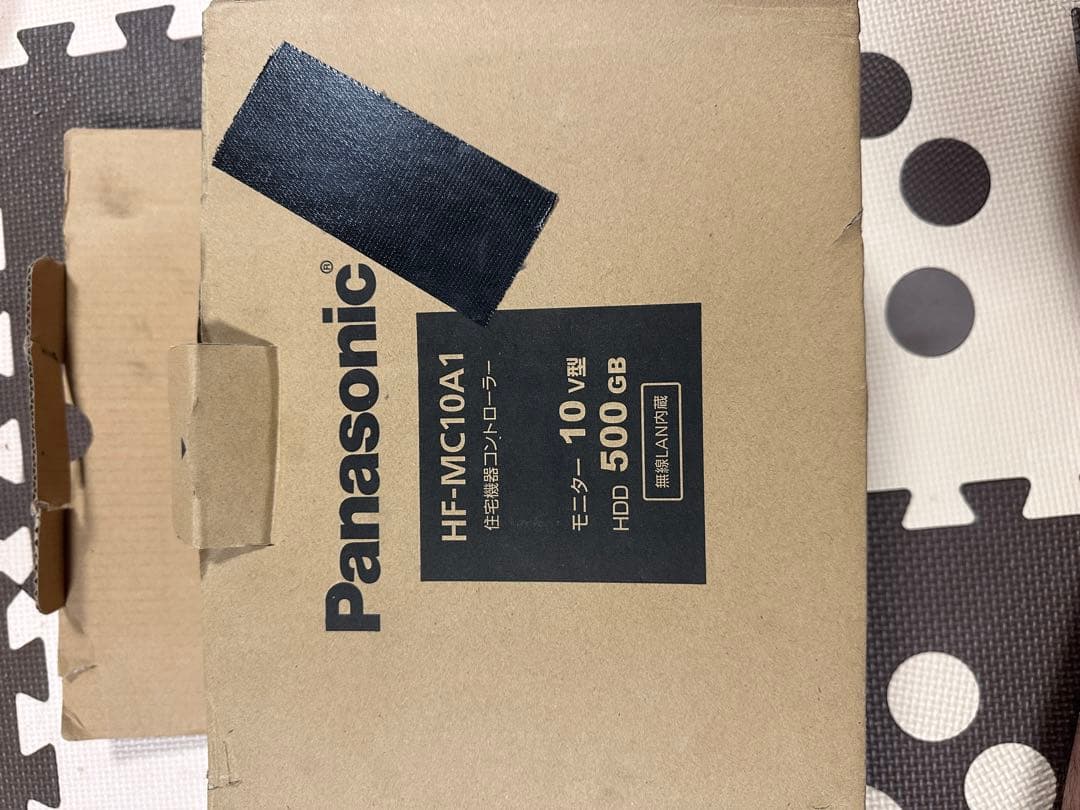 Panasonic®
HF-MC10A1
住宅機器コントローラー
モニター 10 V型
HDD 500 GB
無線LAN内蔵